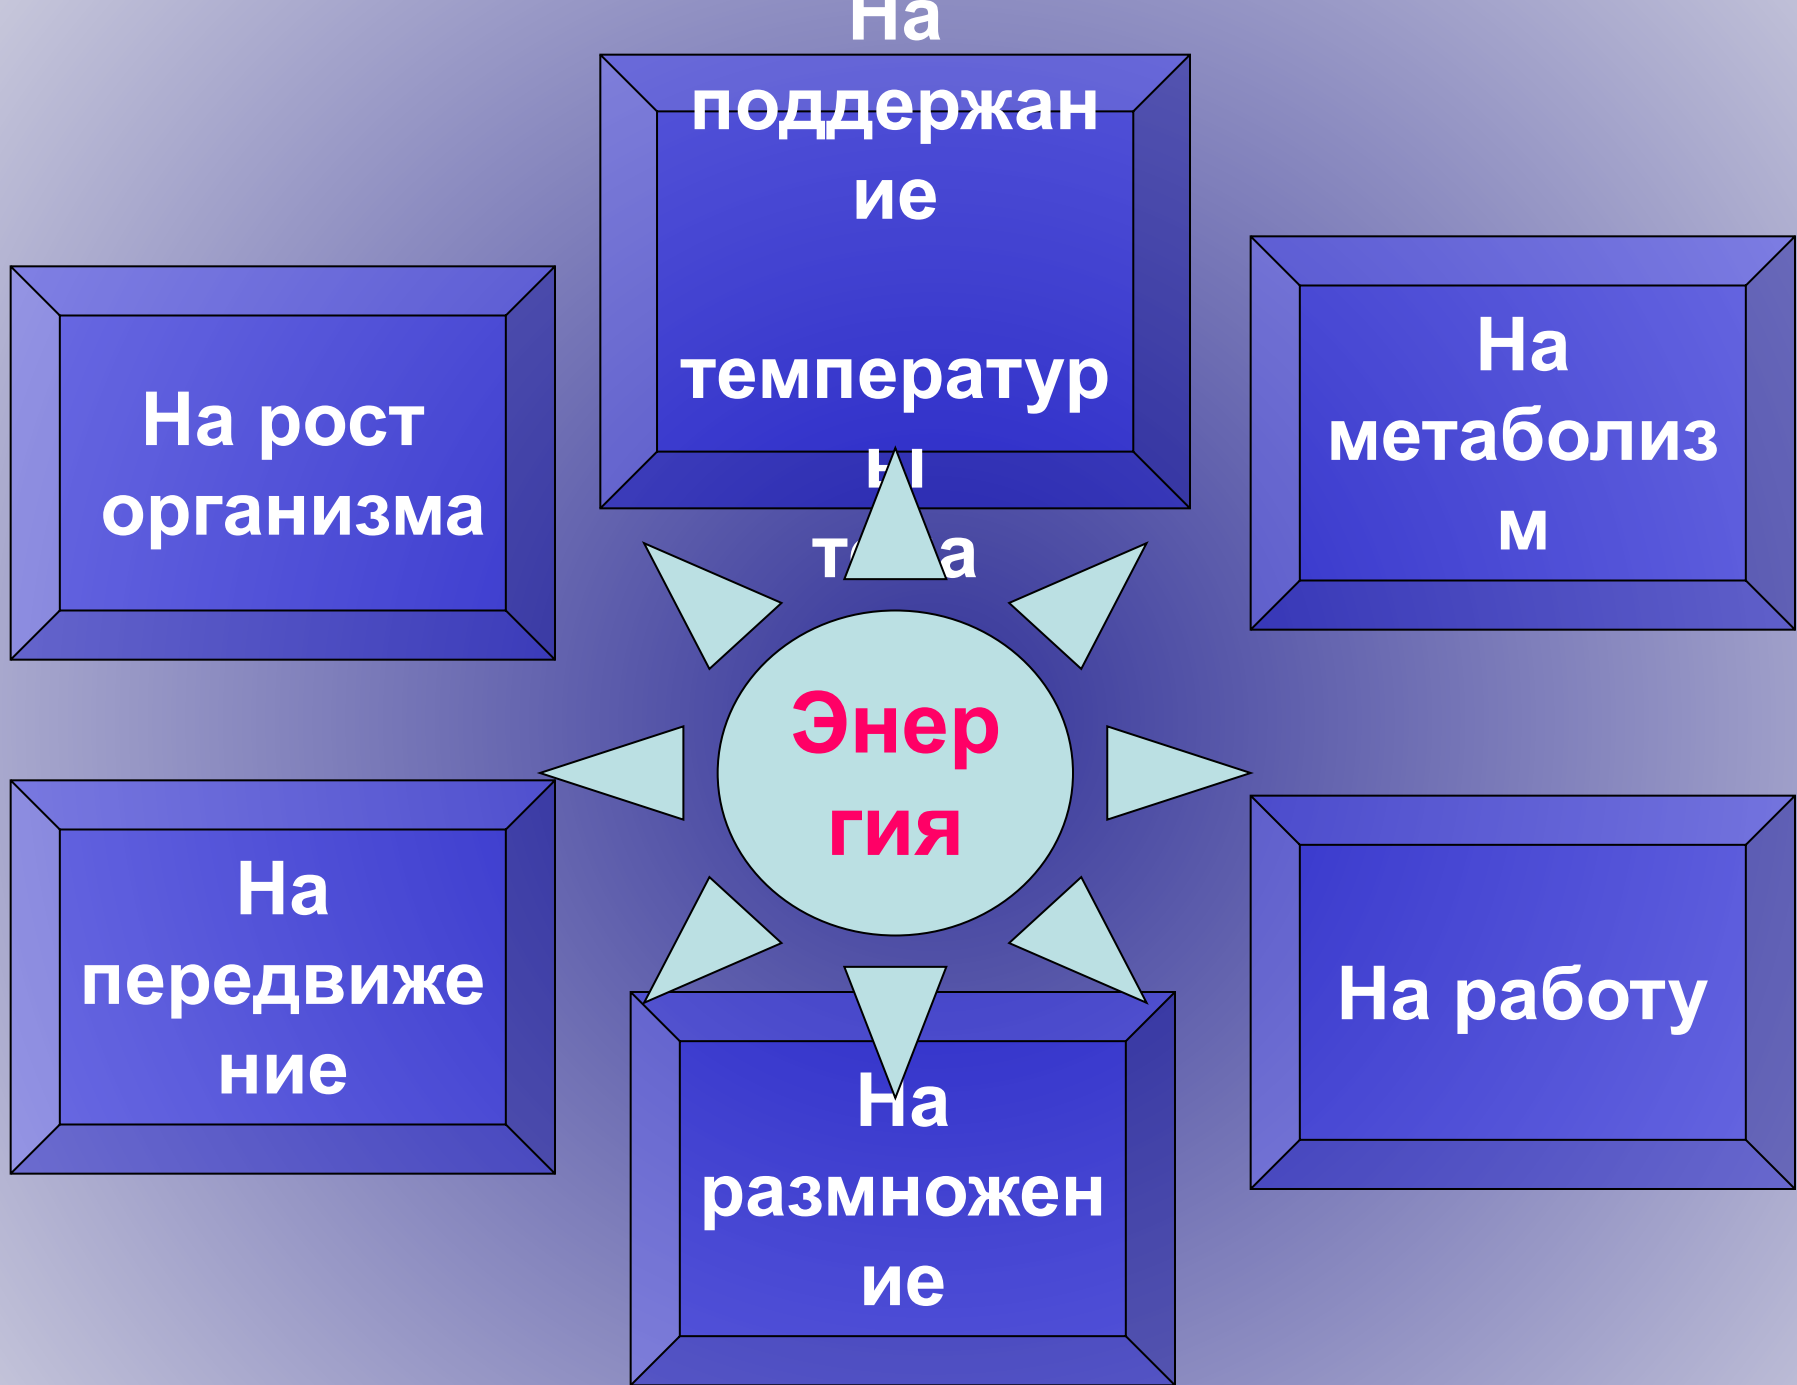 На
поддержан
ие
температур
ы
тела
На рост
организма
На
метаболиз
м
Энер
гия
На
передвиже
ние
На работу
На
размножен
ие